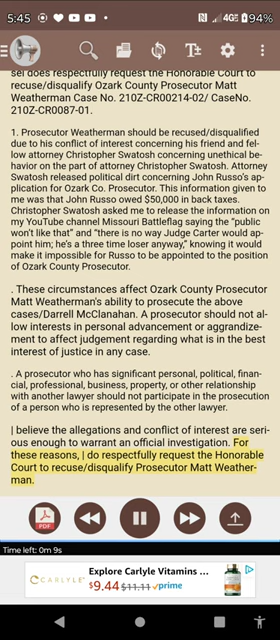 5:45
4G
94%
T±
sel does respectfully request the Honorable Court to
recuse/disqualify Ozark County Prosecutor Matt
Weatherman Case No. 210Z-CR00214-02/ CaseNo.
210Z-CR0087-01.
1. Prosecutor Weatherman should be recused/disqualified
due to his conflict of interest concerning his friend and fel-
low attorney Christopher Swatosh concerning unethical be-
havior on the part of attorney Christopher Swatosh. Attorney
Swatosh released political dirt concerning John Russo's ap-
plication for Ozark Co. Prosecutor. This information given to
me was that John Russo owed $50,000 in back taxes.
Christopher Swatosh asked me to release the information on
my YouTube channel Missouri Battleflag saying the "public
won't like that" and "there is no way Judge Carter would ap-
point him; he's a three time loser anyway," knowing it would
make it impossible for Russo to be appointed to the position
of Ozark County Prosecutor.
. These circumstances affect Ozark County Prosecutor
Matt Weatherman's ability to prosecute the above
cases/Darrell McClanahan. A prosecutor should not al-
low interests in personal advancement or aggrandize-
ment to affect judgement regarding what is in the best
interest of justice in any case.
. A prosecutor who has significant personal, political, finan-
cial, professional, business, property, or other relationship
with another lawyer should not participate in the prosecution
of a person who is represented by the other lawyer.
| believe the allegations and conflict of interest are seri-
ous enough to warrant an official investigation. For
these reasons, | do respectfully request the Honorable
Court to recuse/disqualify Prosecutor Matt Weather-
man.
PDF
Time left: 0m 9s
CARLYLE
Explore Carlyle Vitamins ...
$9.44 $11.11 prime